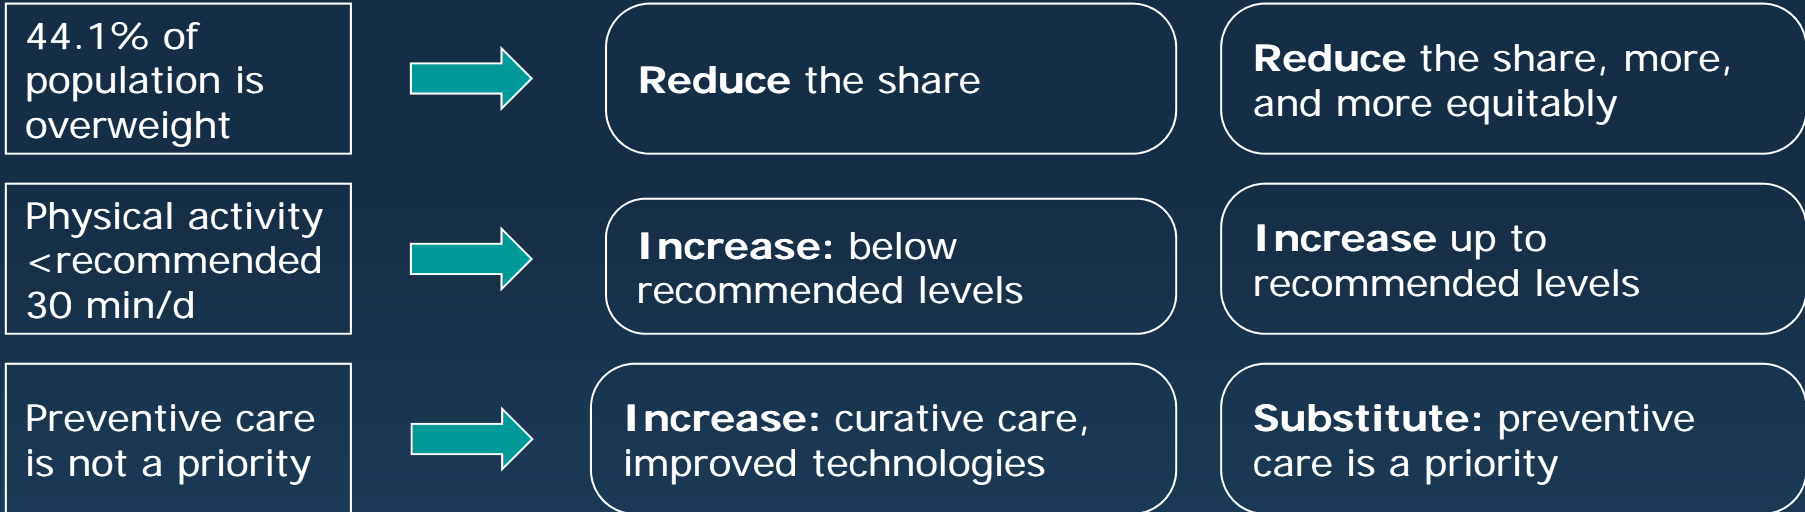 44.1% of
population is
overweight
Reduce the share
Reduce the share, more,
and more equitably
Physical activity
<recommended
30 min/d
Increase: below
recommended levels
Increase up to
recommended levels
Preventive care
is not a priority
Increase: curative care,
improved technologies
Substitute: preventive
care is a priority